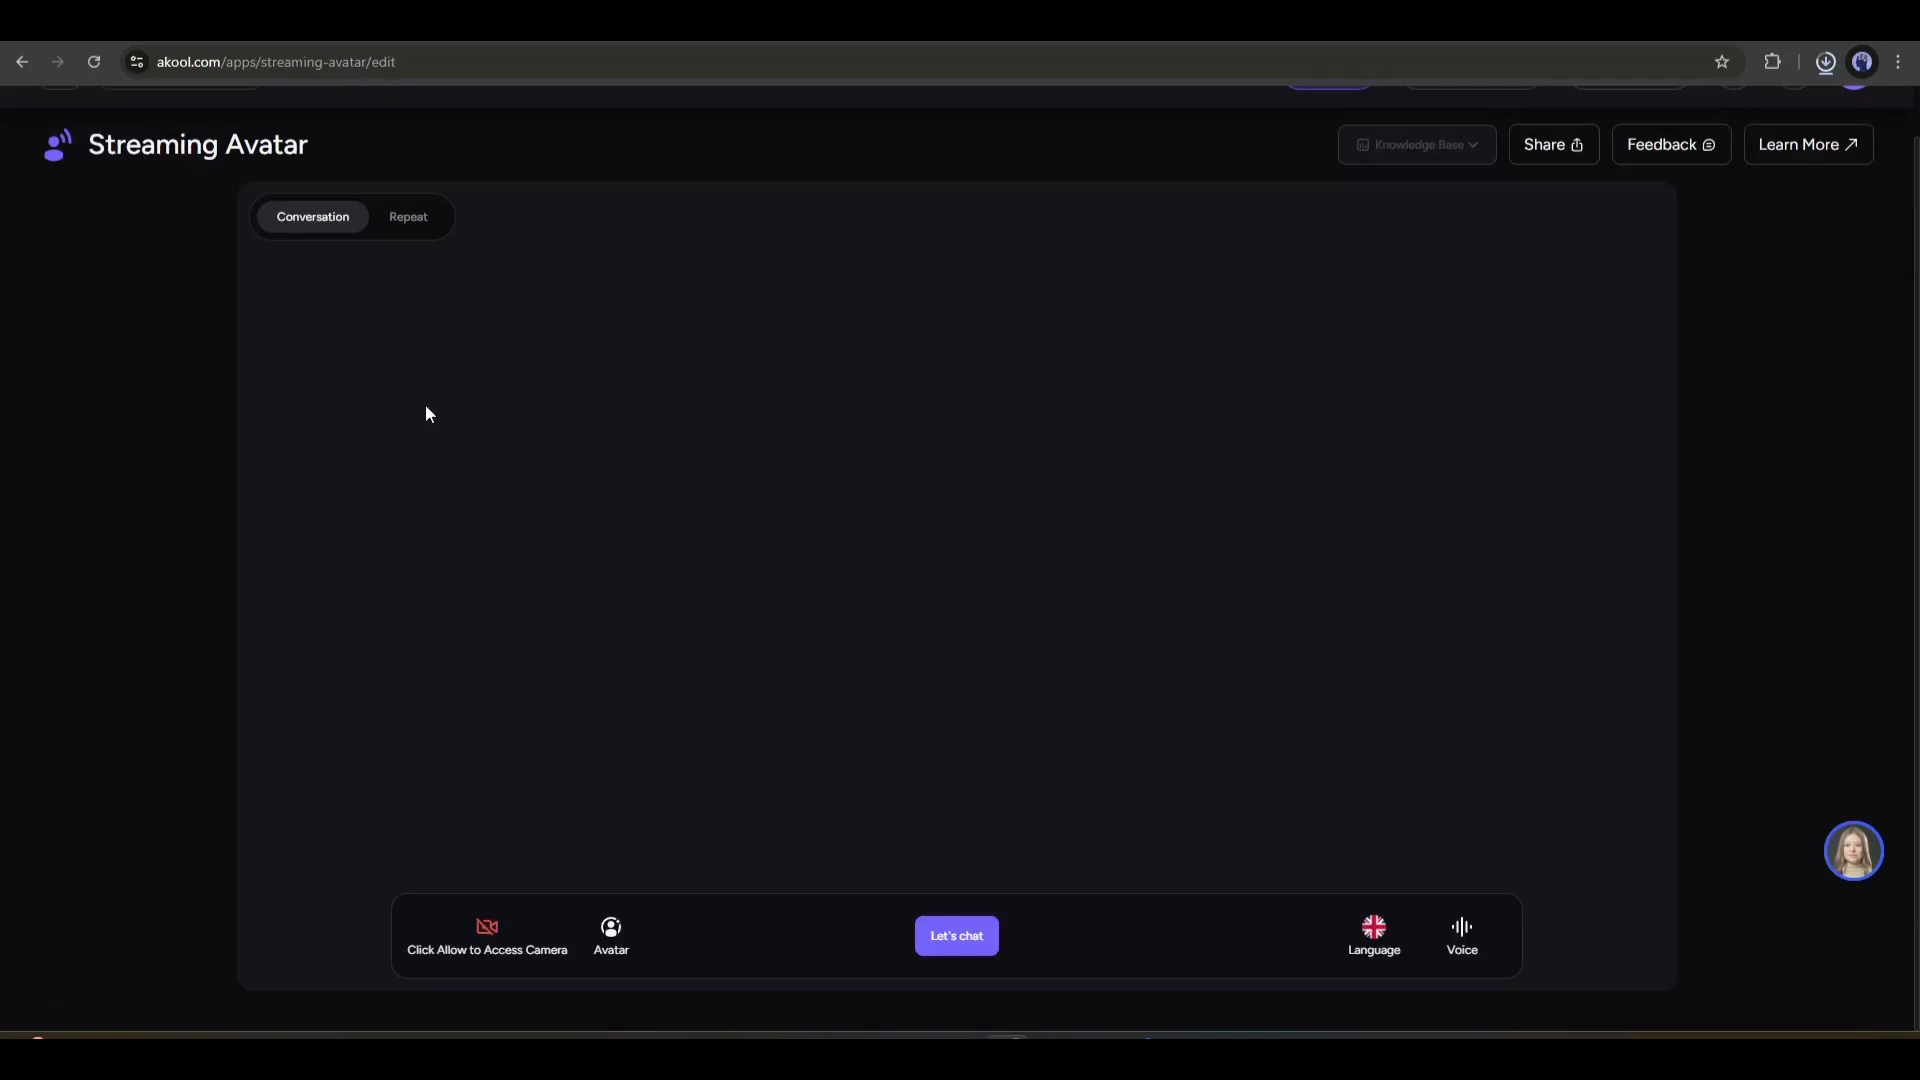 akool.com/apps/streaming-avatar/edit
Streaming Avatar
Knowledge Base
Share
Feedback
Learn More
Conversation
Repeat
Click Allow to Access Camera
Avatar
Let's chat
Language
Voice